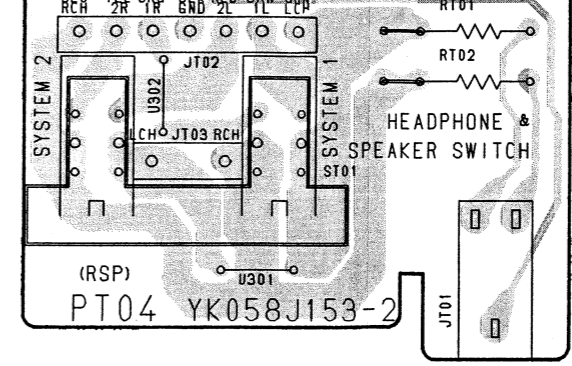 RCH 2R 1R GND 2L 1L LCH
RT01
JT02
RT02
SYSTEM 2
U302
SYSTEM 1
LCH JT03 RCH
HEADPHONE &
SPEAKER SWITCH
ST01
(RSP)
U301
PT04 YK058J153-2
JT01